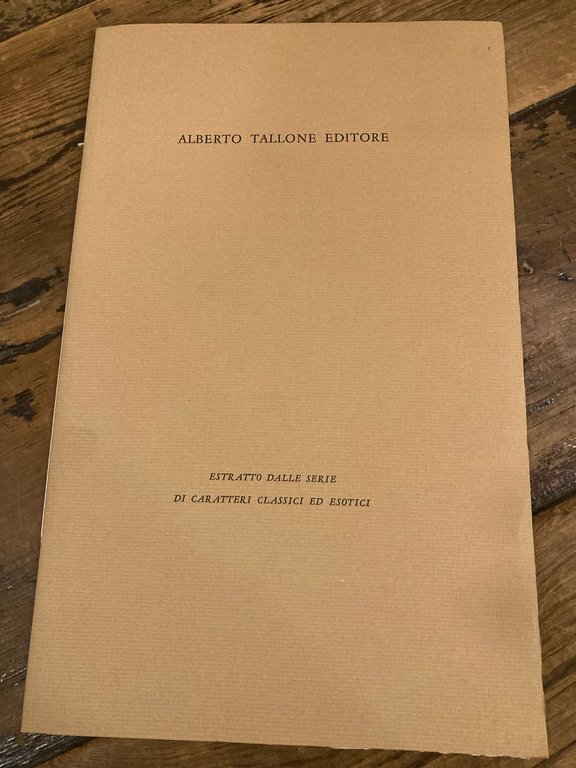 ALBERTO TALLONE EDITORE
ESTRATTO DALLE SERIE
DI CARATTERI CLASSICI ED ESOTICI